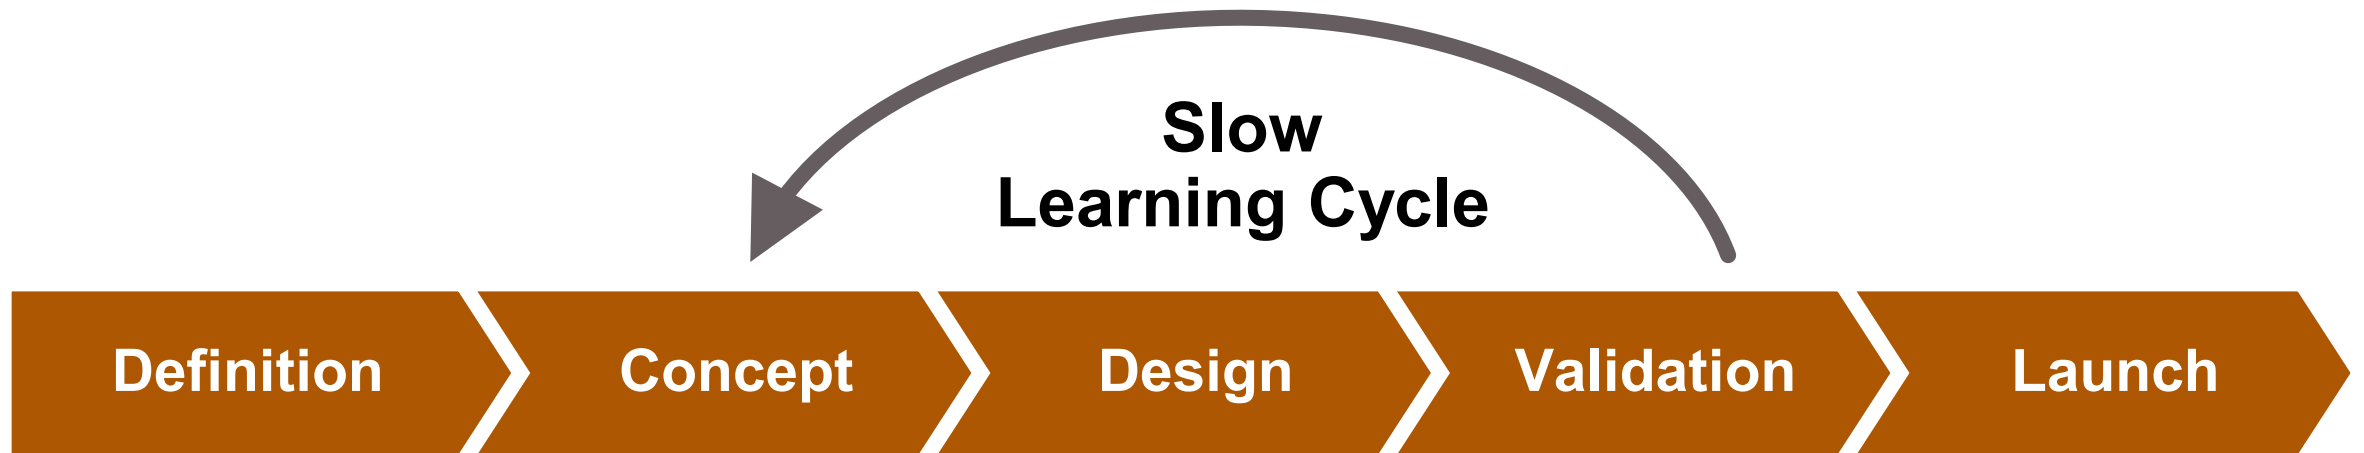 Slow
Learning Cycle
Definition
Concept
Design
Validation
Launch